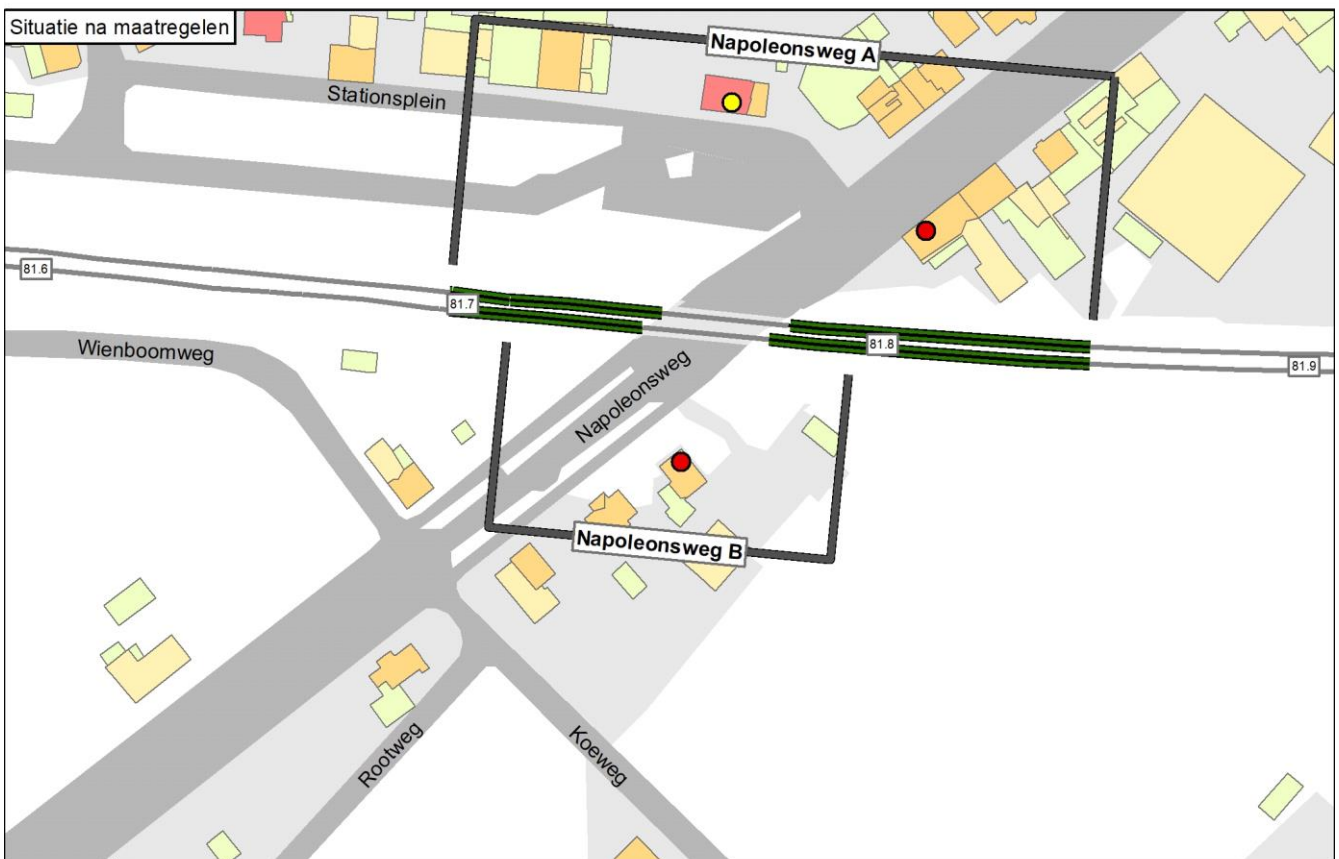 Situatie na maatregelen
Napoleonsweg A
Stationsplein
81.6
81.7
81.8
81.9
Wienboomweg
Napoleonsweg
Napoleonsweg B
Rootweg
Koeweg